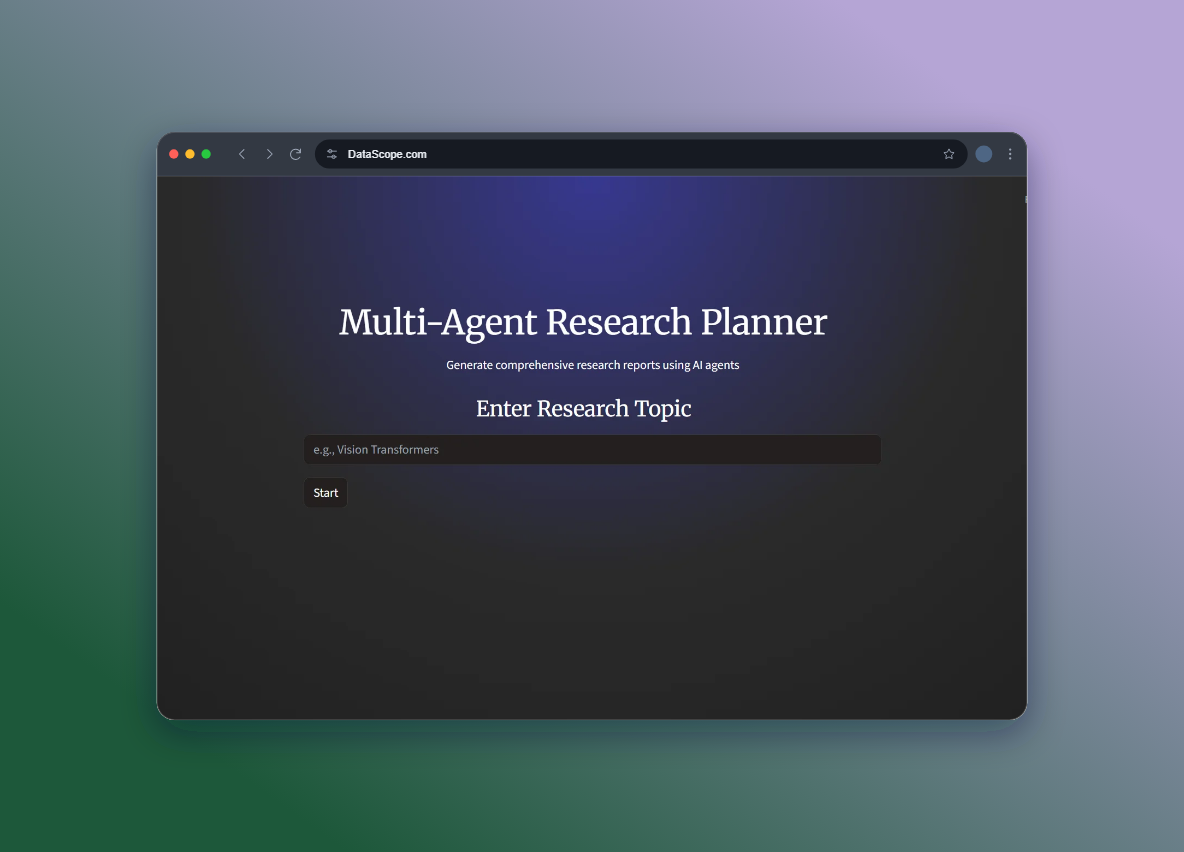 DataScope.com
Multi-Agent Research Planner
Generate comprehensive research reports using AI agents
Enter Research Topic
e.g., Vision Transformers
Start